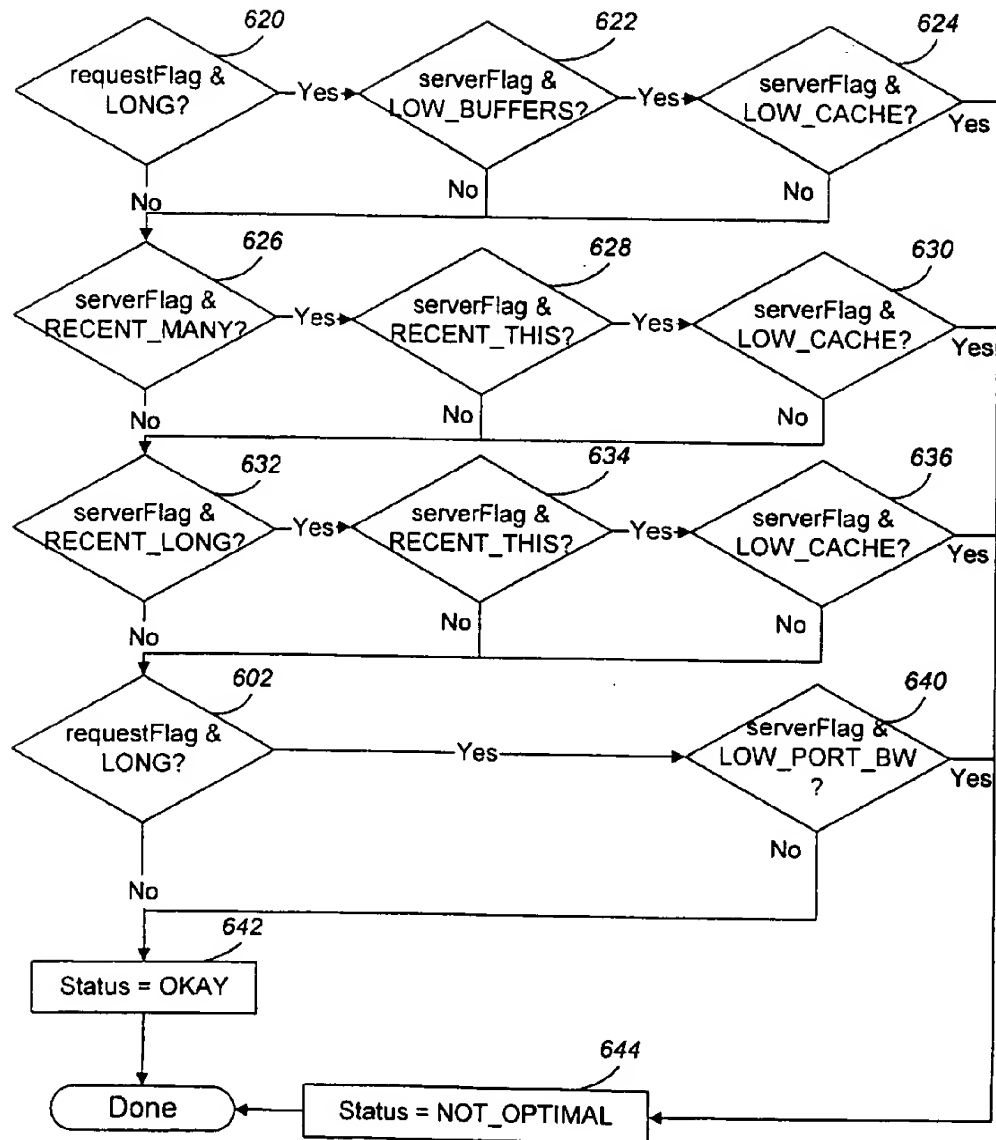 620
622
624
requestFlag &
LONG?
Yes
serverFlag &
LOW_BUFFERS?
Yes
serverFlag &
LOW_CACHE?
Yes
No
No
No
626
628
630
serverFlag &
RECENT_MANY?
Yes
serverFlag &
RECENT_THIS?
Yes
serverFlag &
LOW_CACHE?
Yes
No
No
No
632
634
636
serverFlag &
RECENT_LONG?
Yes
serverFlag &
RECENT_THIS?
Yes
serverFlag &
LOW_CACHE?
Yes
No
No
No
602
640
requestFlag &
LONG?
Yes
serverFlag &
LOW_PORT_BW
?
Yes
No
No
642
Status = OKAY
644
Done
Status = NOT_OPTIMAL